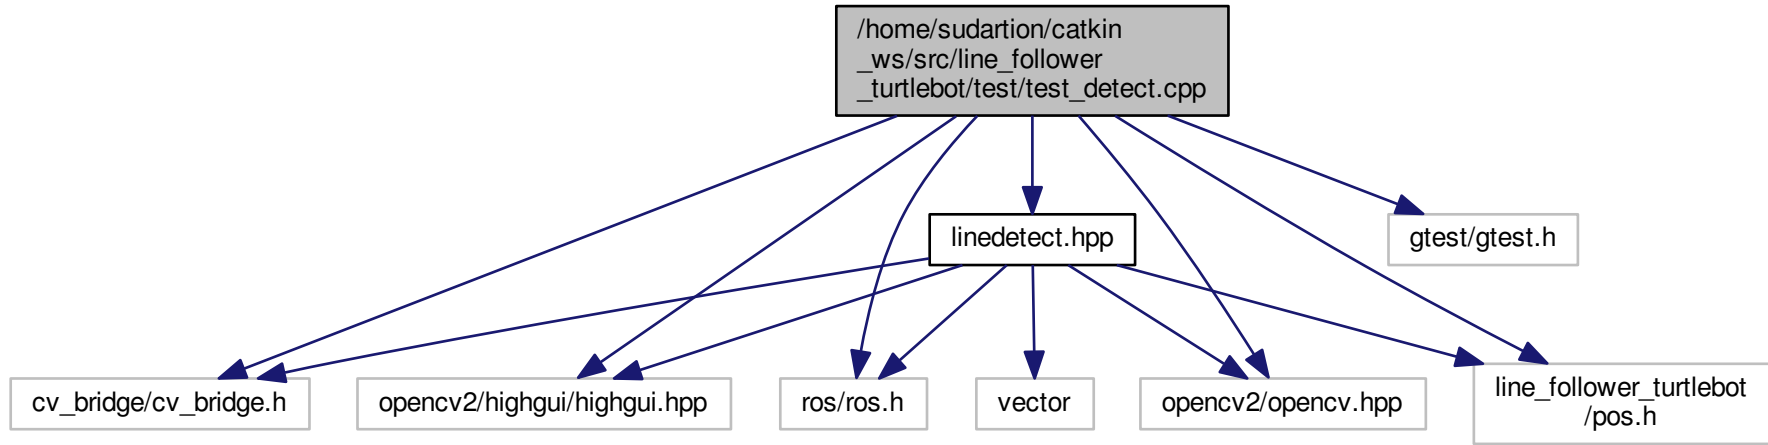 /home/sudartion/catkin
_ws/src/line_follower
_turtlebot/test/test_detect.cpp
linedetect.hpp
gtest/gtest.h
cv_bridge/cv_bridge.h
opencv2/highgui/highgui.hpp
ros/ros.h
vector
opencv2/opencv.hpp
line_follower_turtlebot
/pos.h